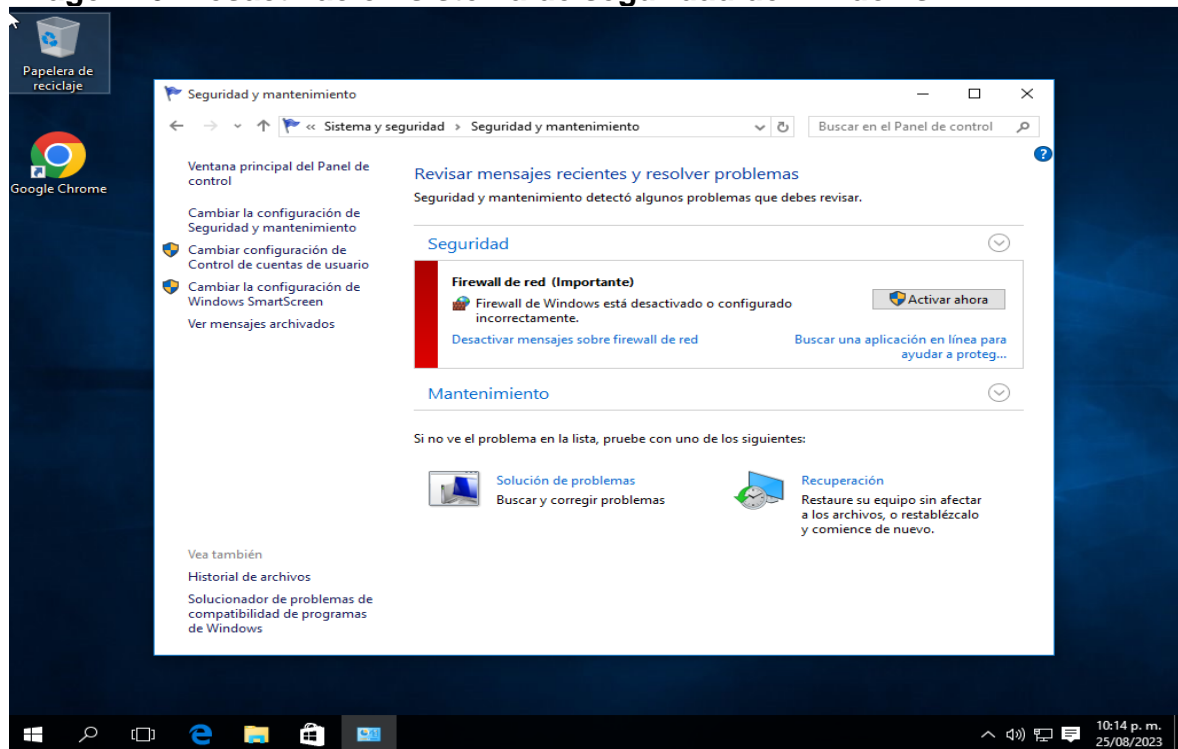 Papelera de
reciclaje
Google Chrome
Seguridad y mantenimiento
« Sistema y seguridad › Seguridad y mantenimiento
Buscar en el Panel de control
Ventana principal del Panel de
control
Cambiar la configuración de
Seguridad y mantenimiento
Cambiar configuración de
Control de cuentas de usuario
Cambiar la configuración de
Windows SmartScreen
Ver mensajes archivados
Revisar mensajes recientes y resolver problemas
Seguridad y mantenimiento detectó algunos problemas que debes revisar.
Seguridad
Firewall de red (Importante)
Firewall de Windows está desactivado o configurado
incorrectamente.
Activar ahora
Desactivar mensajes sobre firewall de red
Buscar una aplicación en línea para
ayudar a proteg...
Mantenimiento
Si no ve el problema en la lista, pruebe con uno de los siguientes:
Solución de problemas
Buscar y corregir problemas
Recuperación
Restaure su equipo sin afectar
a los archivos, o restablézcalo
y comience de nuevo.
Vea también
Historial de archivos
Solucionador de problemas de
compatibilidad de programas
de Windows
10:14 p. m.
25/08/2023